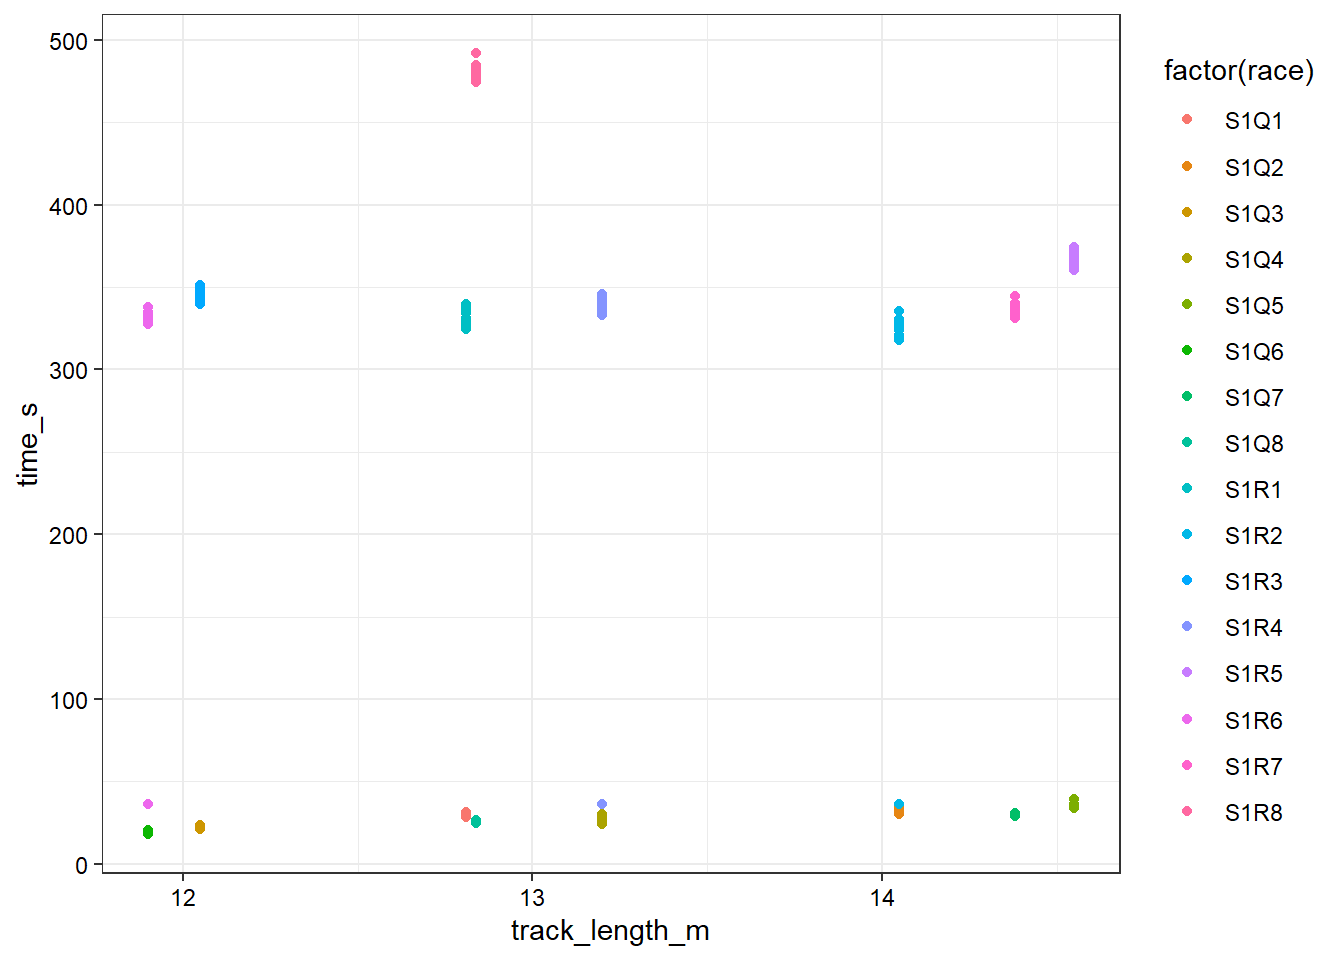 500
400
300
200
100
0
time_s
12
13
14
track_length_m
factor(race)
S1Q1
S1Q2
S1Q3
S1Q4
S1Q5
S1Q6
S1Q7
S1Q8
S1R1
S1R2
S1R3
S1R4
S1R5
S1R6
S1R7
S1R8